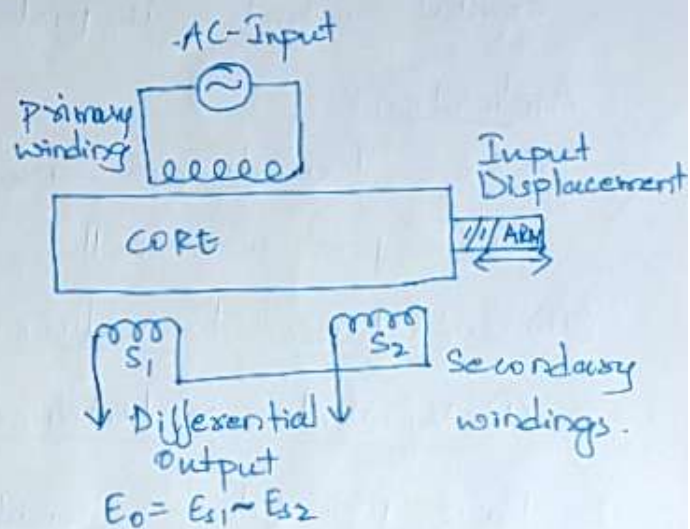 AC-Input
Primary
winding
Input
Displacement
CORE
ARM
S1
S2
Secondary
windings.
Differential
Output
E0 = ES1 ~ ES2